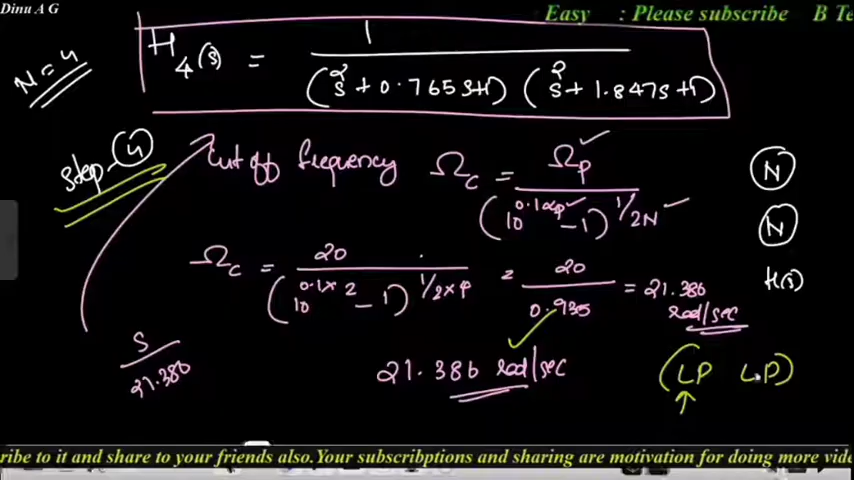 Dinu A G
Easy : Please subscribe B Te
N=4
H4(s) = 1 / (s² + 0.765s+1) (s² + 1.847s+1)
step 4
Cut off frequency Ωc = Ωp / (10^0.1αp - 1)^1/2N
N
N
Ωc = 20 / (10^0.1×2 - 1)^1/2×4 = 20 / 0.935 = 21.386 rad/sec
H(s)
S / 21.386
21.386 rad/sec
(LP LP)
ribe to it and share to your friends also.Your subscribptions and sharing are motivation for doing more vide